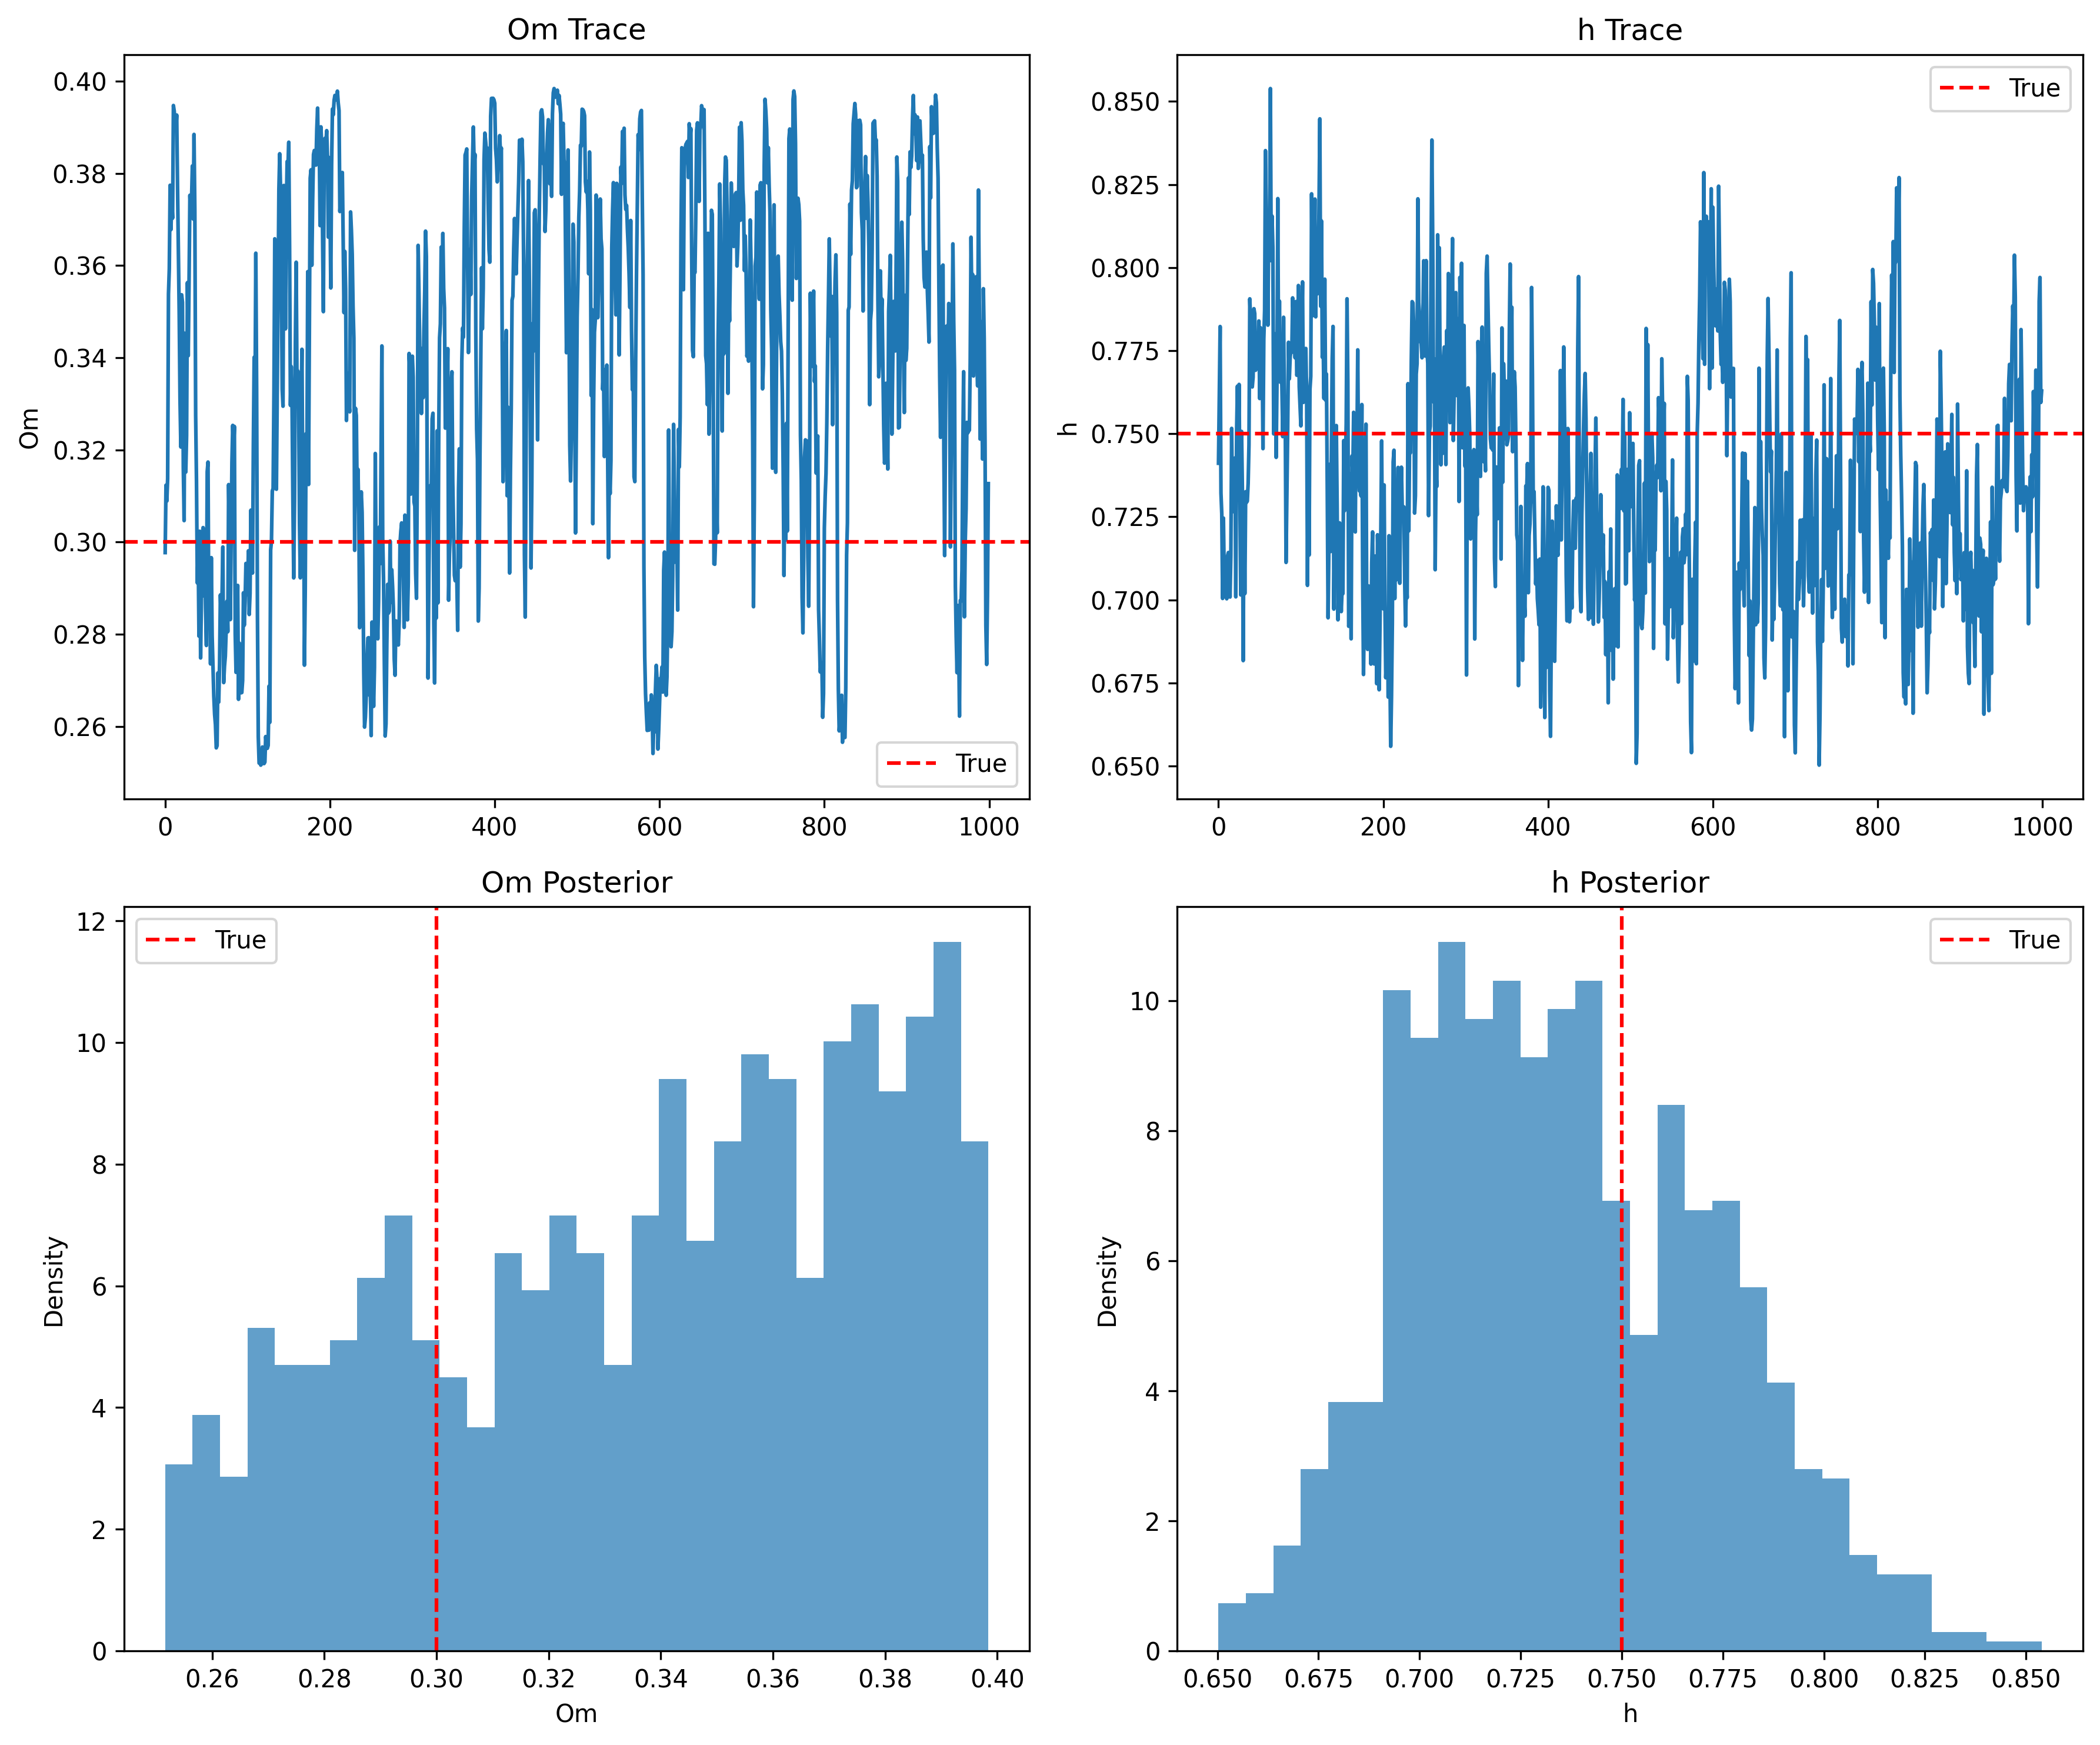 Om Trace
Om
0.40
0.38
0.36
0.34
0.32
0.30
0.28
0.26
True
0 200 400 600 800 1000
h Trace
h
0.850
0.825
0.800
0.775
0.750
0.725
0.700
0.675
0.650
True
0 200 400 600 800 1000
Om Posterior
Density
12
10
8
6
4
2
0
True
0.26 0.28 0.30 0.32 0.34 0.36 0.38 0.40
Om
h Posterior
Density
10
8
6
4
2
0
True
0.650 0.675 0.700 0.725 0.750 0.775 0.800 0.825 0.850
h